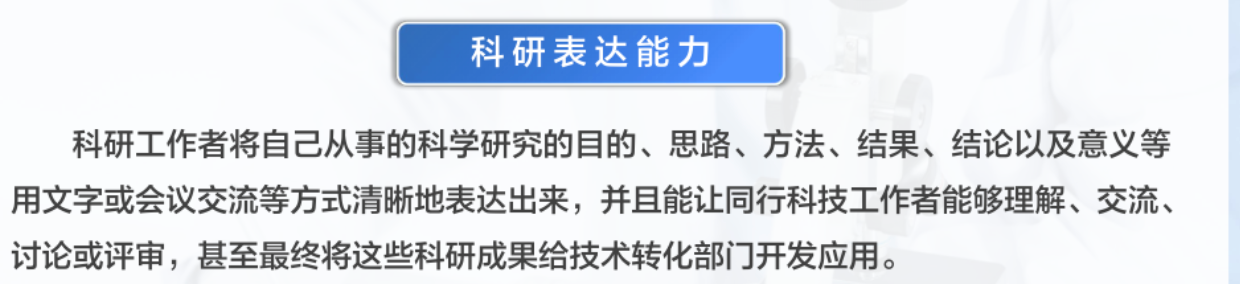 科研表达能力
科研工作者将自己从事的科学研究的目的、思路、方法、结果、结论以及意义等
用文字或会议交流等方式清晰地表达出来，并且能让同行科技工作者能够理解、交流、
讨论或评审，甚至最终将这些科研成果给技术转化部门开发应用。